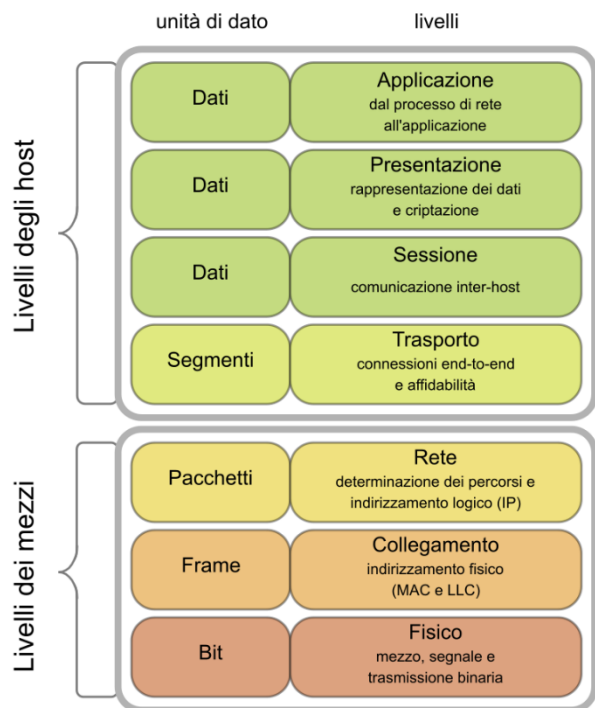 unità di dato
livelli
Livelli degli host
Dati
Applicazione
dal processo di rete
all'applicazione
Dati
Presentazione
rappresentazione dei dati
e criptazione
Dati
Sessione
comunicazione inter-host
Segmenti
Trasporto
connessioni end-to-end
e affidabilità
Livelli dei mezzi
Pacchetti
Rete
determinazione dei percorsi e
indirizzamento logico (IP)
Frame
Collegamento
indirizzamento fisico
(MAC e LLC)
Bit
Fisico
mezzo, segnale e
trasmissione binaria